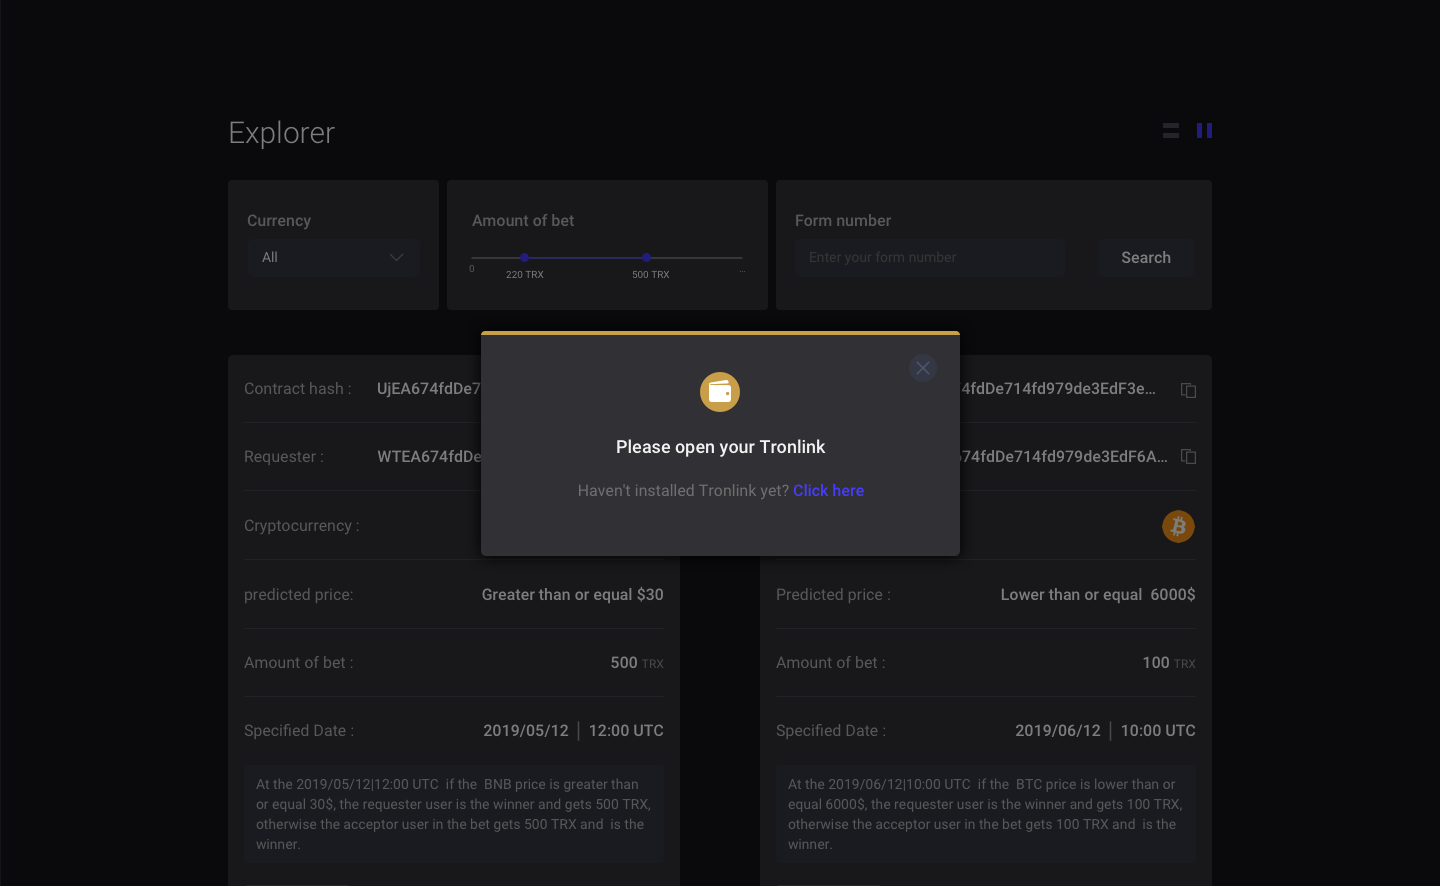 Explorer
Currency
All
Amount of bet
0
220 TRX
500 TRX
...
Form number
Enter your form number
Search
Please open your Tronlink
Haven't installed Tronlink yet? Click here
Contract hash :
UjEA674fdDe7
Requester :
WTEA674fdDe
Cryptocurrency :
predicted price:
Greater than or equal $30
Amount of bet :
500 TRX
Specified Date :
2019/05/12 | 12:00 UTC
At the 2019/05/12|12:00 UTC if the BNB price is greater than
or equal 30$, the requester user is the winner and gets 500 TRX,
otherwise the acceptor user in the bet gets 500 TRX and is the
winner.
4fdDe714fd979de3EdF3e...
674fdDe714fd979de3EdF6A...
Predicted price :
Lower than or equal 6000$
Amount of bet :
100 TRX
Specified Date :
2019/06/12 | 10:00 UTC
At the 2019/06/12|10:00 UTC if the BTC price is lower than or
equal 6000$, the requester user is the winner and gets 100 TRX,
otherwise the acceptor user in the bet gets 100 TRX and is the
winner.